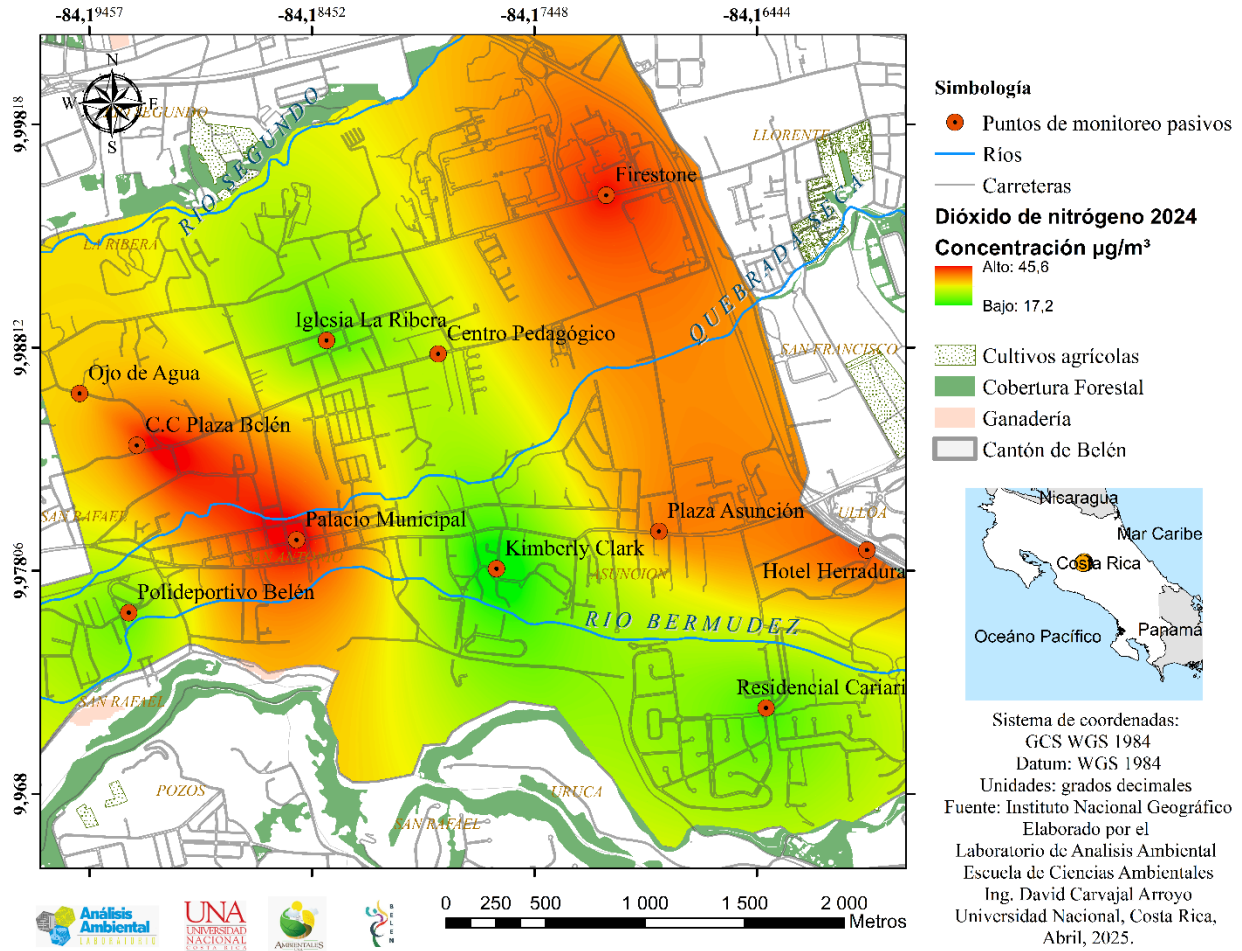 -84,19457
-84,18452
-84,17448
-84,16444
9,99818
9,98812
9,97806
9,968
N
W
E
S
SEGUNDO
RIO SEGUNDO
LLORENTE
LA RIBERA
Firestone
QUEBRADA SECA
Iglesia La Ribera
Centro Pedagógico
SAN FRANCISCO
Ojo de Agua
C.C Plaza Belén
SAN RAFAEL
Palacio Municipal
Plaza Asunción
ULLOA
Kimberly Clark
ASUNCION
Hotel Herradura
Polideportivo Belén
RIO BERMUDEZ
SAN RAFAEL
Residencial Cariari
POZOS
URUCA
SAN RAFAEL
Simbología
Puntos de monitoreo pasivos
Ríos
Carreteras
Dióxido de nitrógeno 2024
Concentración µg/m³
Alto: 45,6
Bajo: 17,2
Cultivos agrícolas
Cobertura Forestal
Ganadería
Cantón de Belén
Nicaragua
Mar Caribe
Costa Rica
Océano Pacífico
Panamá
Sistema de coordenadas:
GCS WGS 1984
Datum: WGS 1984
Unidades: grados decimales
Fuente: Instituto Nacional Geográfico
Elaborado por el
Laboratorio de Analisis Ambiental
Escuela de Ciencias Ambientales
Ing. David Carvajal Arroyo
Universidad Nacional, Costa Rica,
Abril, 2025.
Análisis
Ambiental
LABORATORIO
UNA
UNIVERSIDAD
NACIONAL
COSTA RICA
AMBIENTALES
BELEN
0 250 500 1 000 1 500 2 000
Metros